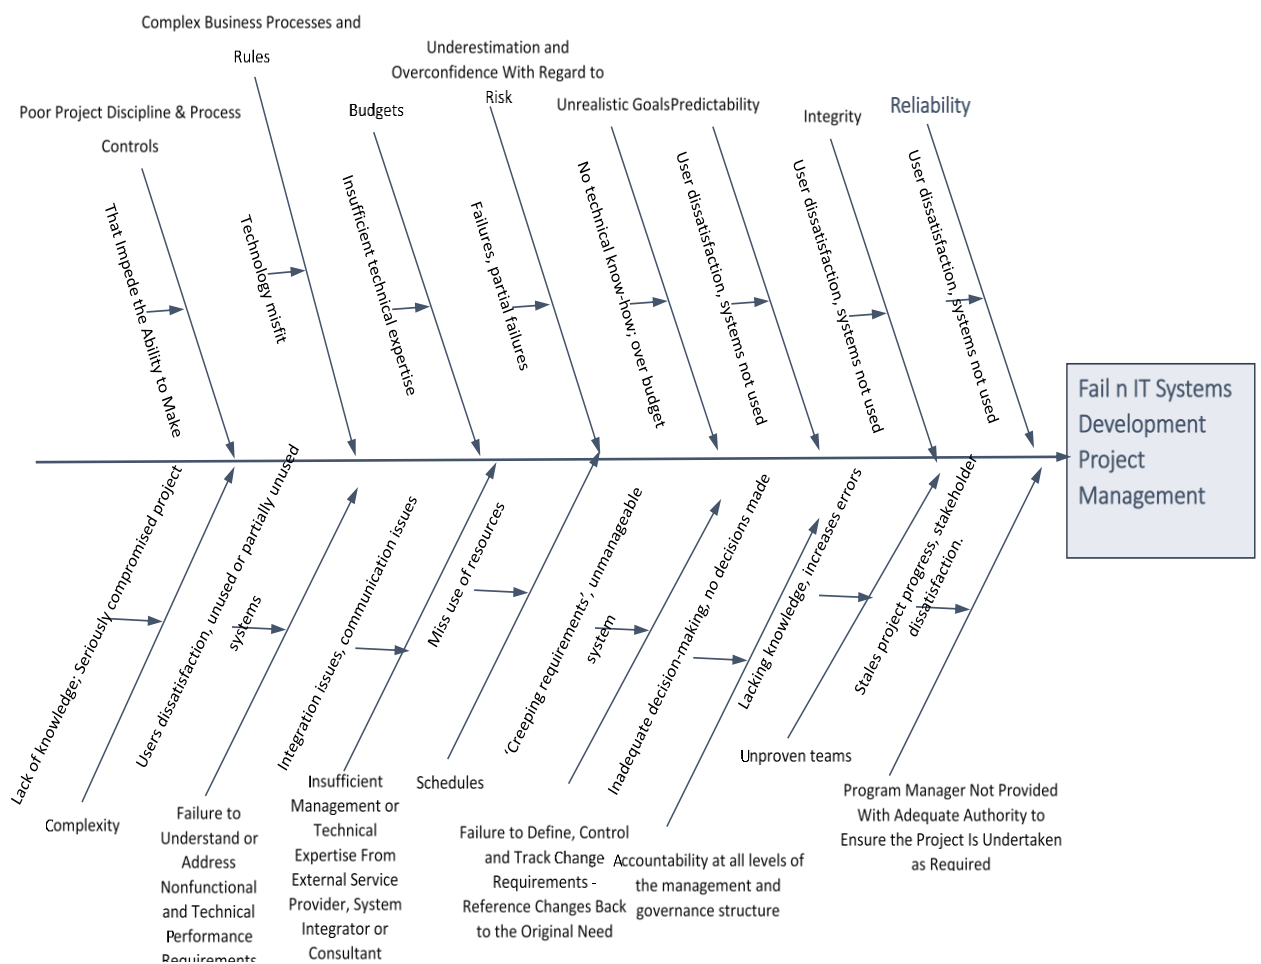 Complex Business Processes and
Rules
Underestimation and
Overconfidence With Regard to
Risk
Poor Project Discipline & Process
Controls
Budgets
Unrealistic Goals
Predictability
Integrity
Reliability
That Impede the Ability to Make
Technology misfit
Insufficient technical expertise
Failures, partial failures
No technical know-how; over budget
User dissatisfaction, systems not used
User dissatisfaction, systems not used
User dissatisfaction, systems not used
Fail n IT Systems
Development
Project
Management
Lack of knowledge; Seriously compromised project
Users dissatisfaction, unused or partially unused
systems
Integration issues, communication issues
Miss use of resources
‘Creeping requirements’, unmanageable
system
Inadequate decision-making, no decisions made
Lacking knowledge, increases errors
Stales project progress, stakeholder
dissatisfaction.
Complexity
Failure to
Understand or
Address
Nonfunctional
and Technical
Performance
Requirements
Insufficient
Management or
Technical
Expertise From
External Service
Provider, System
Integrator or
Consultant
Schedules
Failure to Define, Control
and Track Change
Requirements -
Reference Changes Back
to the Original Need
Accountability at all levels of
the management and
governance structure
Unproven teams
Program Manager Not Provided
With Adequate Authority to
Ensure the Project Is Undertaken
as Required